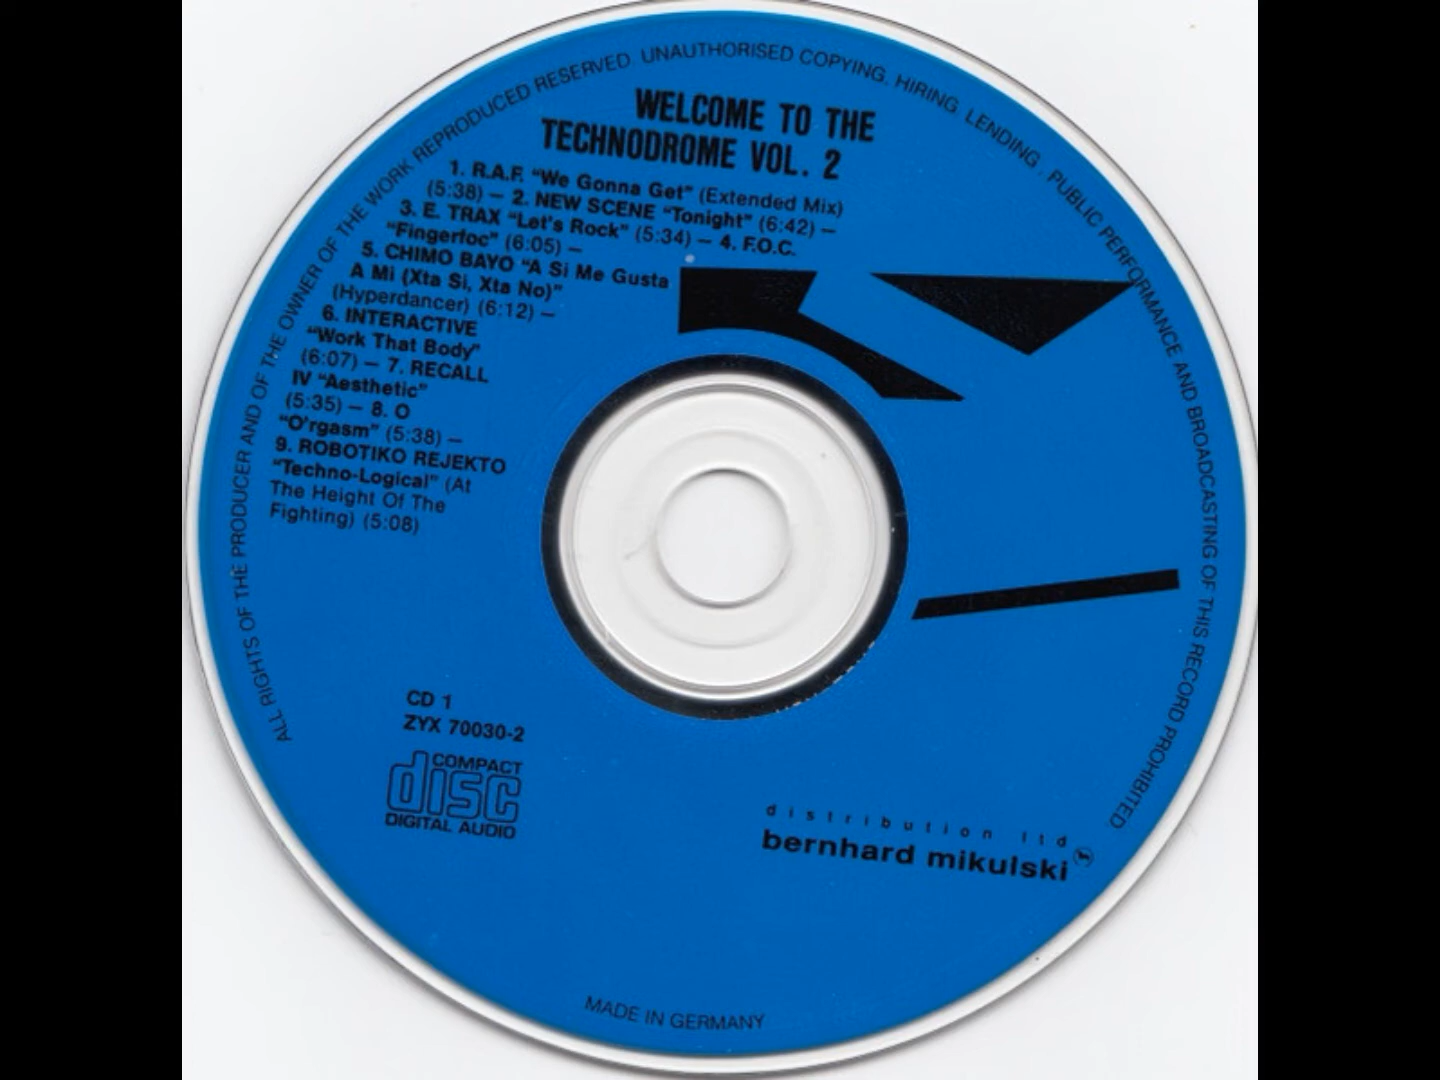 ALL RIGHTS OF THE PRODUCER AND OF THE OWNER OF THE WORK REPRODUCED RESERVED. UNAUTHORISED COPYING. HIRING. LENDING. PUBLIC PERFORMANCE AND BROADCASTING OF THIS RECORD PROHIBITED
WELCOME TO THE
TECHNODROME VOL. 2
1. R.A.F. "We Gonna Get" (Extended Mix)
(5:38) – 2. NEW SCENE "Tonight" (6:42) –
3. E. TRAX "Let's Rock" (5:34) – 4. F.O.C.
"Fingerfoc" (6:05) –
5. CHIMO BAYO "A Si Me Gusta
A Mi (Xta Si, Xta No)"
(Hyperdancer) (6:12) –
6. INTERACTIVE
"Work That Body"
(6:07) – 7. RECALL
IV "Aesthetic"
(5:35) – 8. O
"O'rgasm" (5:38) –
9. ROBOTIKO REJEKTO
"Techno-Logical" (At
The Height Of The
Fighting) (5:08)
CD 1
ZYX 70030-2
COMPACT
disc
DIGITAL AUDIO
distribution ltd
bernhard mikulski
MADE IN GERMANY